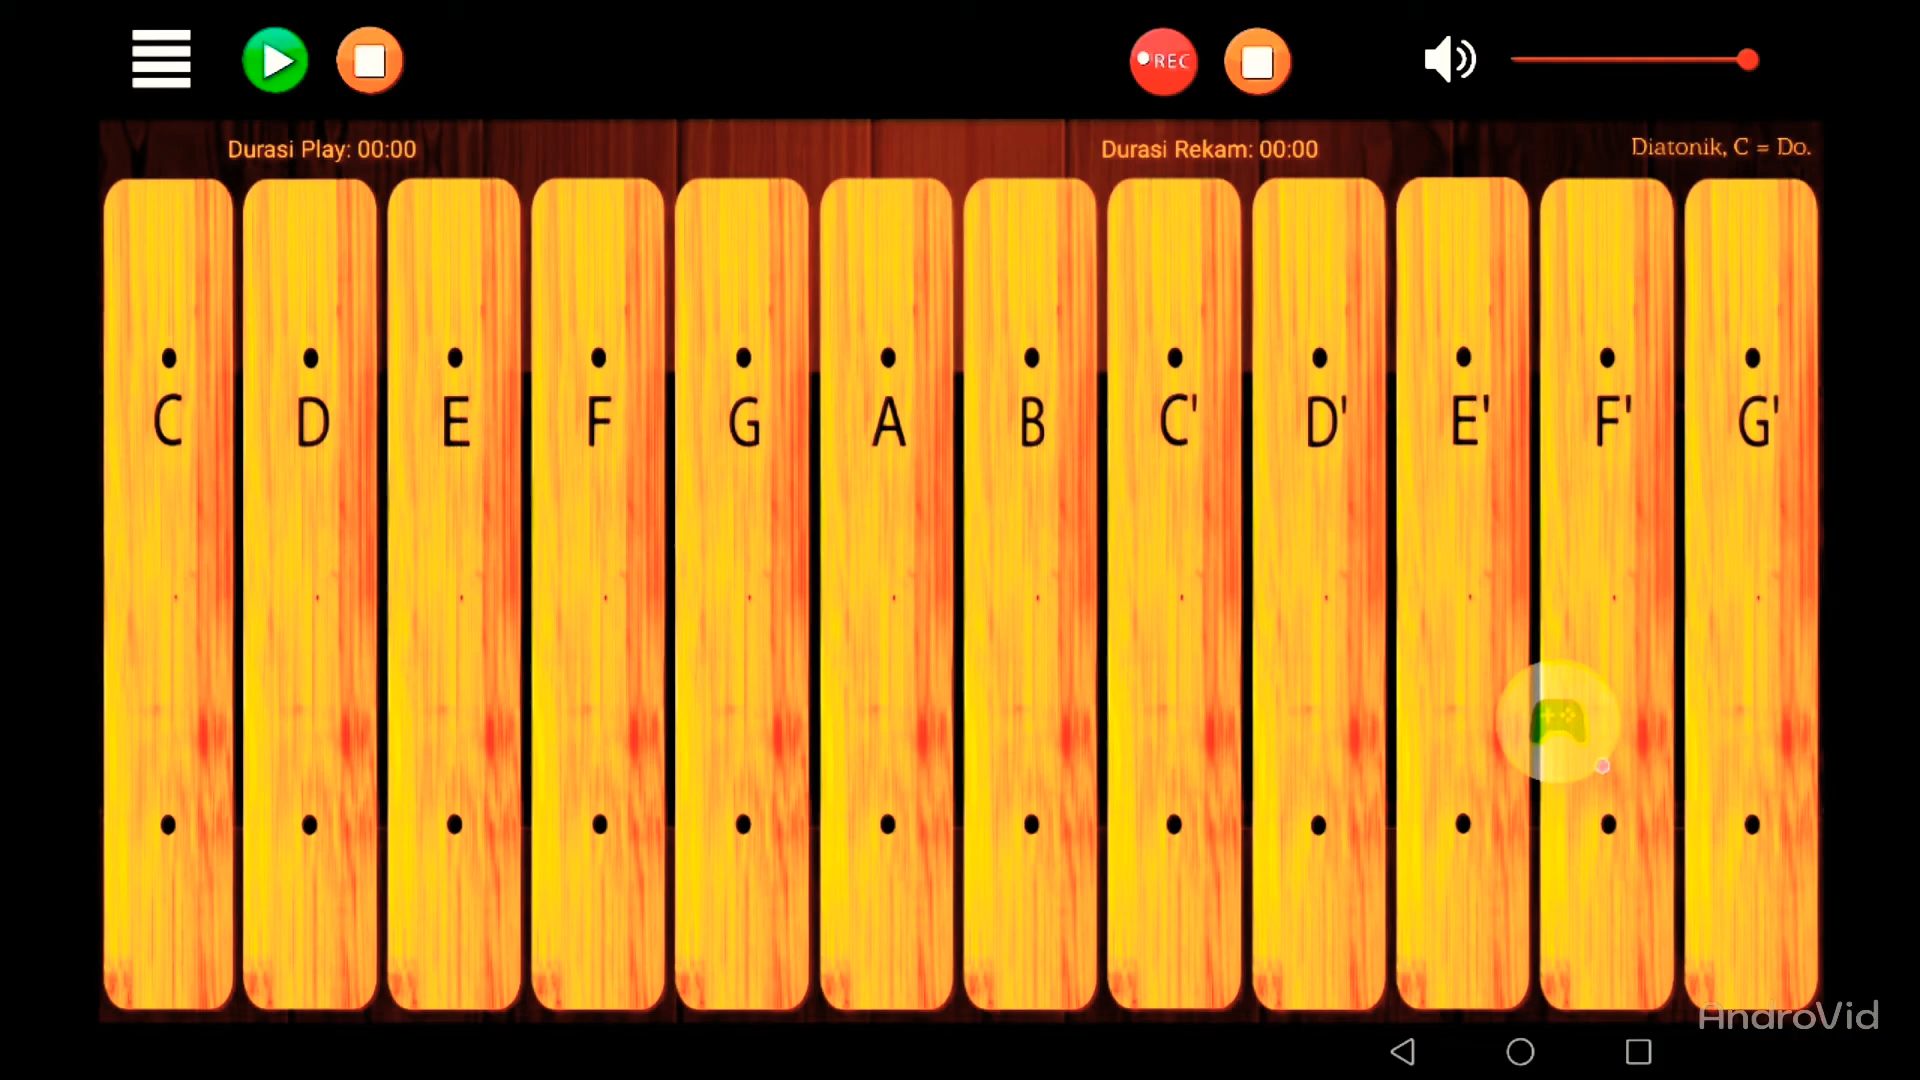 REC
Durasi Play: 00:00
Durasi Rekam: 00:00
Diatonik, C = Do.
C D E F G A B C' D' E' F' G'
AndroVid